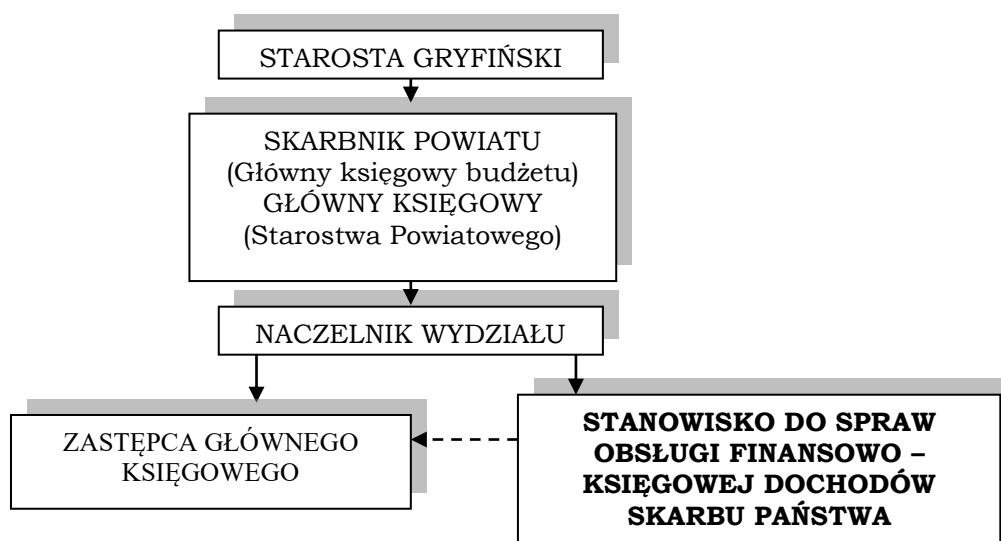 STAROSTA GRYFIŃSKI
SKARBNIK POWIATU
(Główny księgowy budżetu)
GŁÓWNY KSIĘGOWY
(Starostwa Powiatowego)
NACZELNIK WYDZIAŁU
ZASTĘPCA GŁÓWNEGO
KSIĘGOWEGO
STANOWISKO DO SPRAW
OBSŁUGI FINANSOWO –
KSIĘGOWEJ DOCHODÓW
SKARBU PAŃSTWA